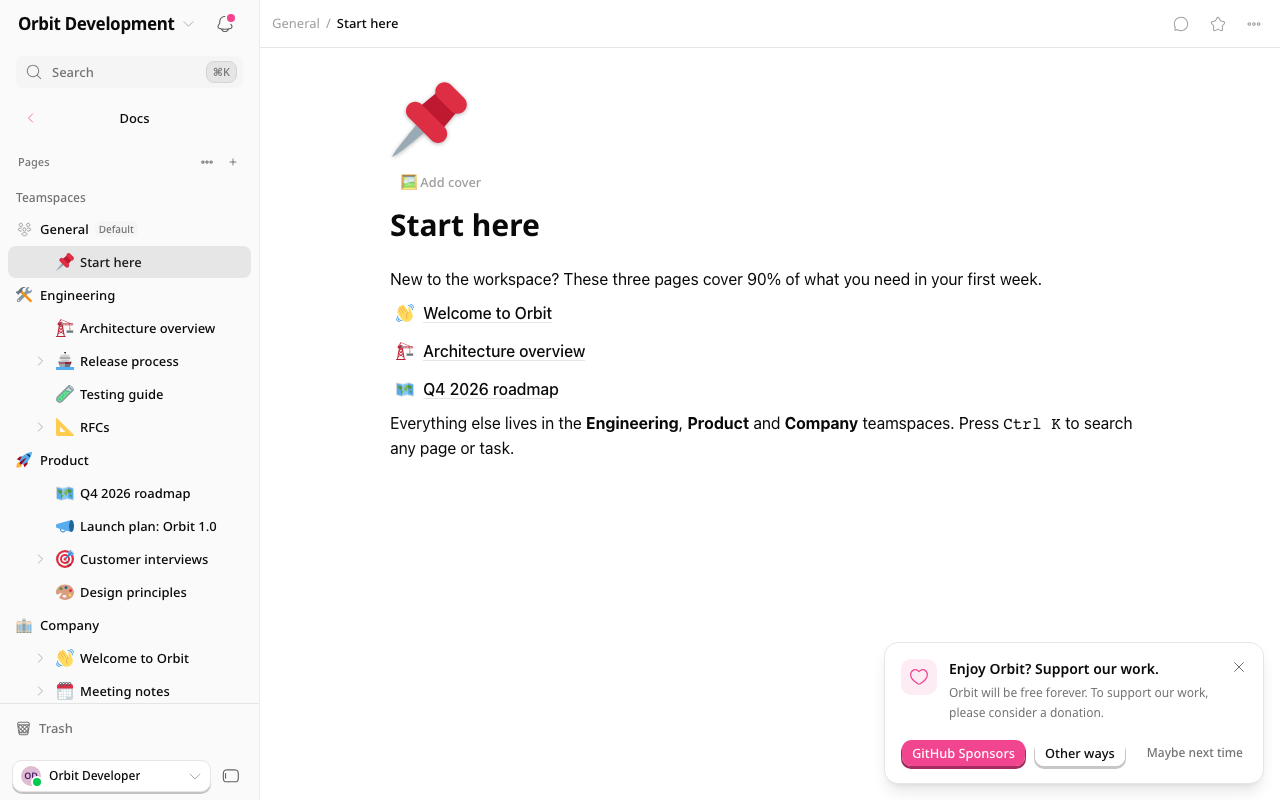 Orbit Development
Search
⌘K
Docs
Pages
Teamspaces
General Default
Start here
Engineering
Architecture overview
Release process
Testing guide
RFCs
Product
Q4 2026 roadmap
Launch plan: Orbit 1.0
Customer interviews
Design principles
Company
Welcome to Orbit
Meeting notes
Trash
OD
Orbit Developer
General / Start here
Add cover
Start here
New to the workspace? These three pages cover 90% of what you need in your first week.
Welcome to Orbit
Architecture overview
Q4 2026 roadmap
Everything else lives in the Engineering, Product and Company teamspaces. Press Ctrl K to search
any page or task.
Enjoy Orbit? Support our work.
Orbit will be free forever. To support our work,
please consider a donation.
GitHub Sponsors
Other ways
Maybe next time